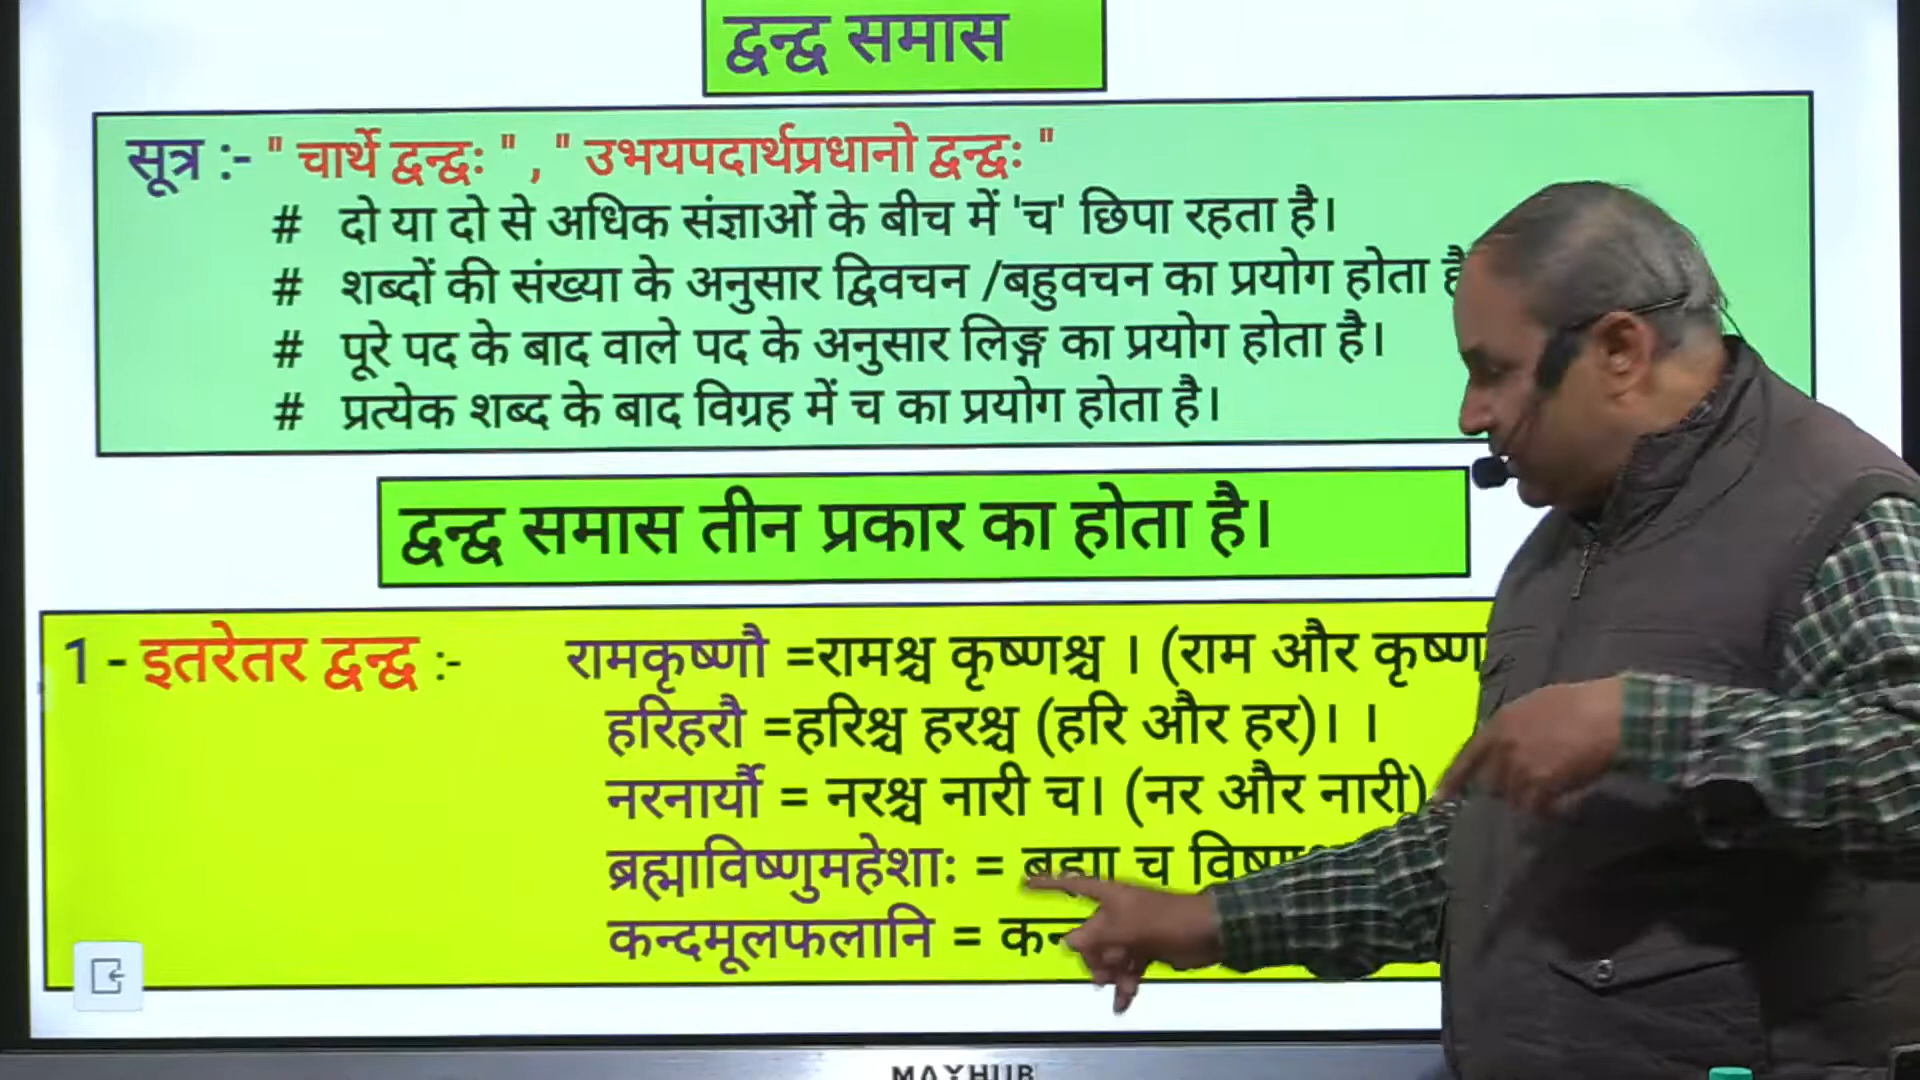 द्वन्द्व समास
सूत्र :- " चार्थे द्वन्द्वः " , " उभयपदार्थप्रधानो द्वन्द्वः "
# दो या दो से अधिक संज्ञाओं के बीच में 'च' छिपा रहता है।
# शब्दों की संख्या के अनुसार द्विवचन /बहुवचन का प्रयोग होता है
# पूरे पद के बाद वाले पद के अनुसार लिङ्ग का प्रयोग होता है।
# प्रत्येक शब्द के बाद विग्रह में च का प्रयोग होता है।
द्वन्द्व समास तीन प्रकार का होता है।
1 - इतरेतर द्वन्द्व :- रामकृष्णौ =रामश्च कृष्णश्च । (राम और कृष्ण
हरिहरौ =हरिश्च हरश्च (हरि और हर)। ।
नरनार्यौ = नरश्च नारी च। (नर और नारी)
ब्रह्माविष्णुमहेशाः = ब्रह्मा च
कन्दमूलफलानि =
MAXHUB